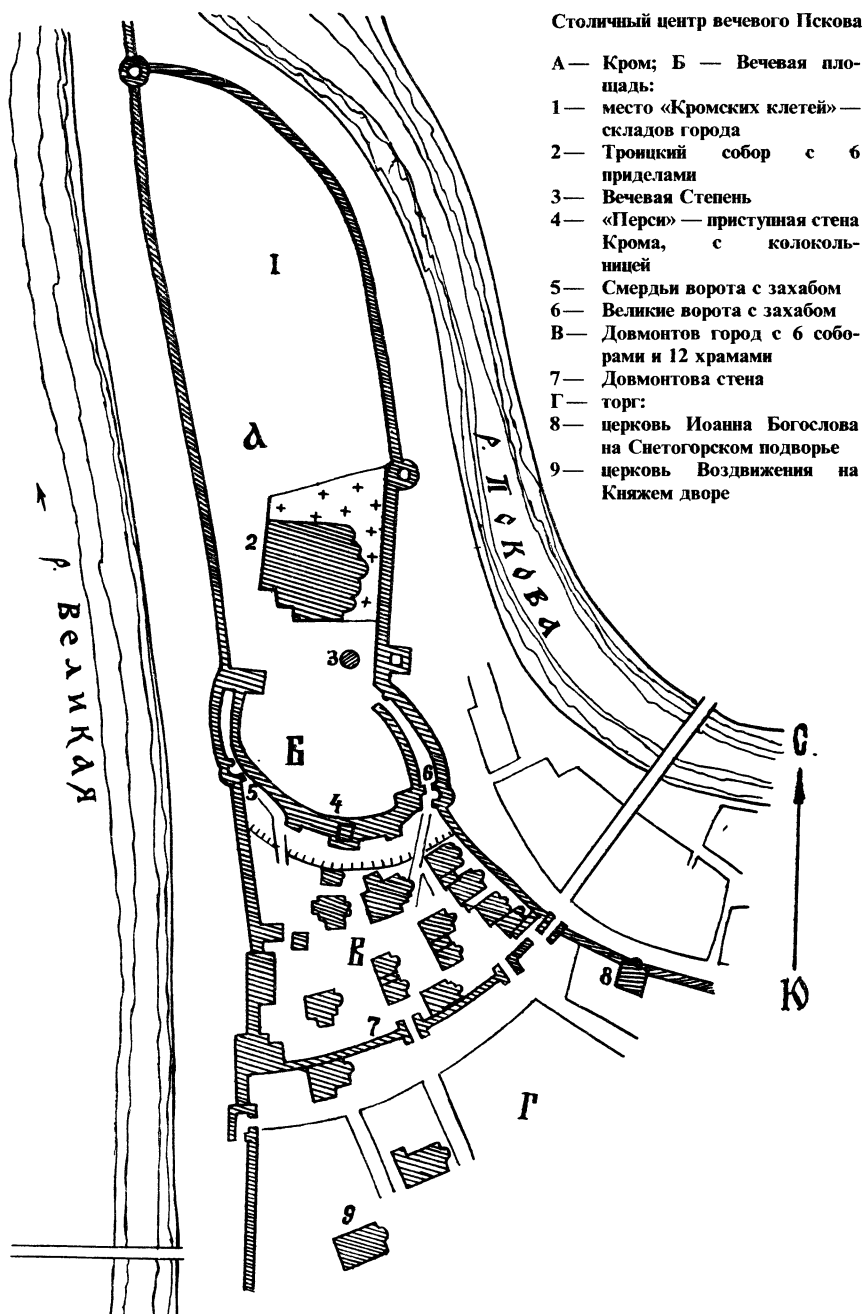 Столичный центр вечевого Пскова
А — Кром; Б — Вечевая пло-
щадь:
1 — место «Кромских клетей» —
складов города
2 — Троицкий собор с 6
приделами
3 — Вечевая Степень
4 — «Перси» — приступная стена
Крома, с колоколь-
ницей
5 — Смердьи ворота с захабом
6 — Великие ворота с захабом
В — Довмонтов город с 6 собо-
рами и 12 храмами
7 — Довмонтова стена
Г — торг:
8 — церковь Иоанна Богослова
на Снетогорском подворье
9 — церковь Воздвижения на
Княжем дворе
1
А
р. Пскова
2
р. Великая
3
С.
Б
6
5
4
В
8
Ю
7
Г
9